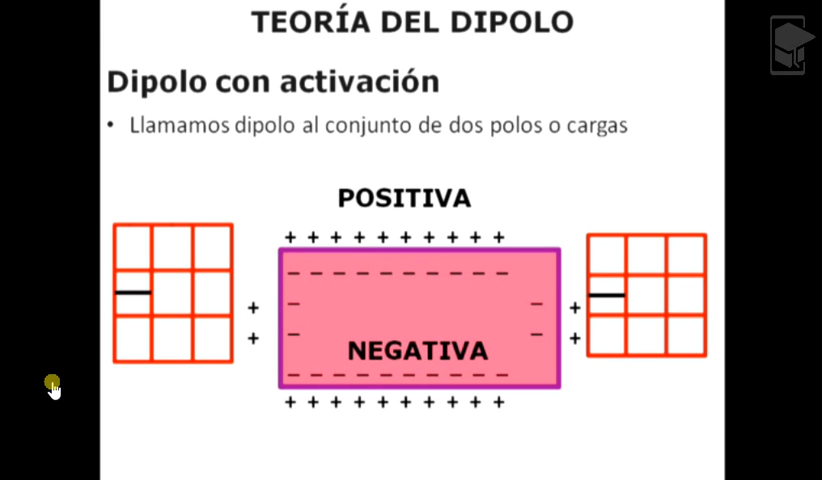 TEORÍA DEL DIPOLO
Dipolo con activación
• Llamamos dipolo al conjunto de dos polos o cargas
POSITIVA
+ + + + + + + + + +
_ _ _ _ _ _ _ _ _ _
_ _
+ +
_ _
+ +
NEGATIVA
_ _ _ _ _ _ _ _ _ _
+ + + + + + + + + +